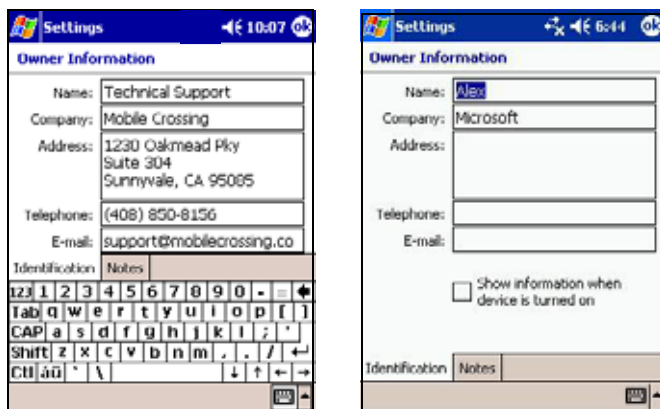 Settings 10:07 ok
Owner Information
Name: Technical Support
Company: Mobile Crossing
Address: 1230 Oakmead Pky
Suite 304
Sunnyvale, CA 95085
Telephone: (408) 850-8156
E-mail: support@mobilecrossing.co
Identification Notes
123 1 2 3 4 5 6 7 8 9 0 - =
Tab q w e r t y u i o p [ ]
CAP a s d f g h j k l ; '
Shift z x c v b n m , . /
Ctl áü ` \
Settings 6:44 ok
Owner Information
Name: Alex
Company: Microsoft
Address:
Telephone:
E-mail:
Show information when
device is turned on
Identification Notes